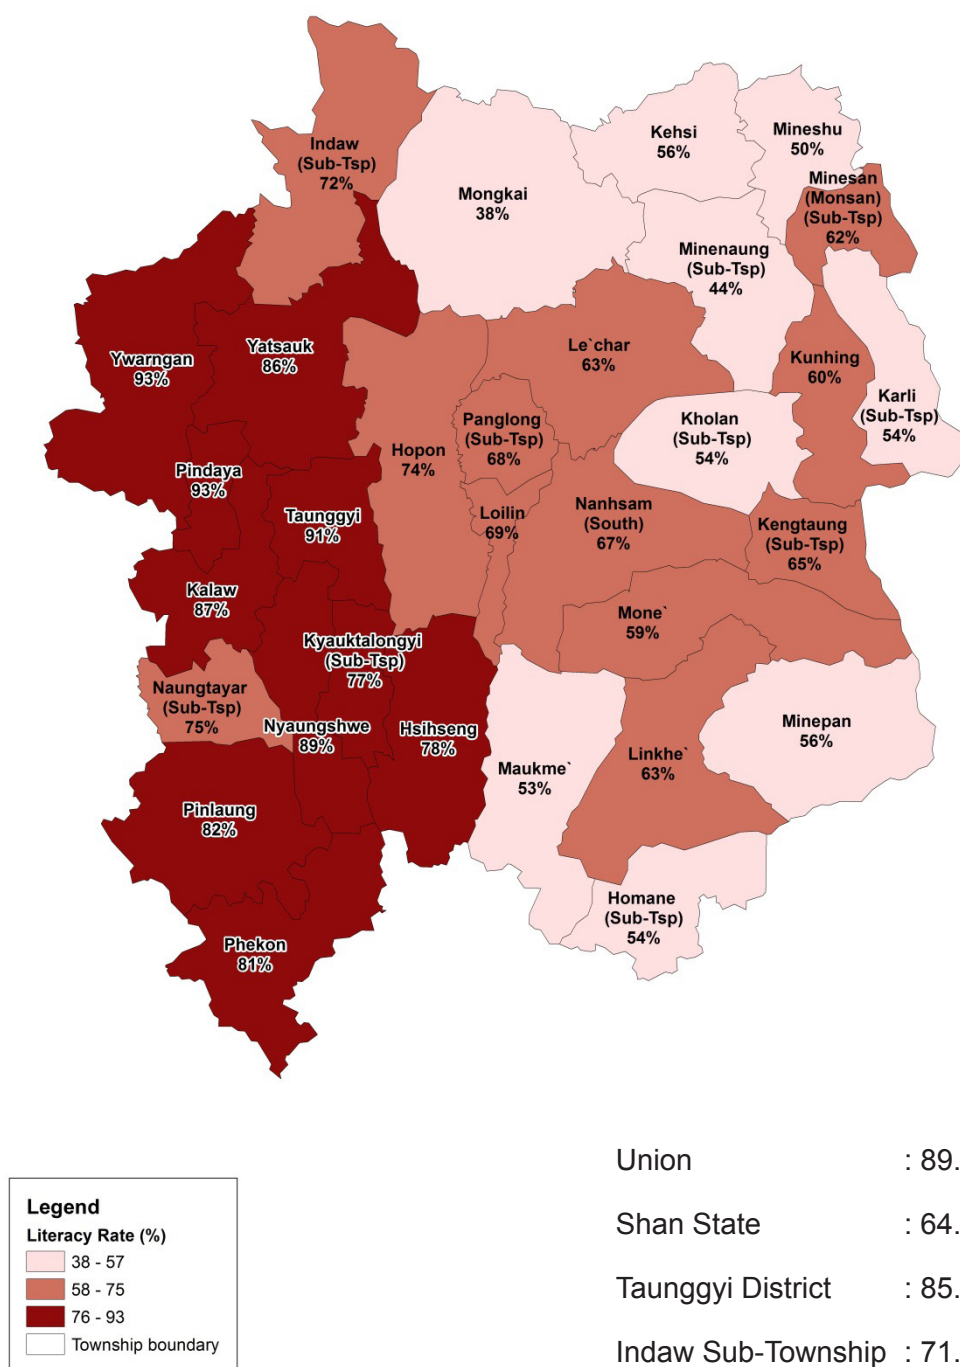 Indaw
(Sub-Tsp)
72%
Kehsi
56%
Mineshu
50%
Mongkai
38%
Minesan
(Monsan)
(Sub-Tsp)
62%
Minenaung
(Sub-Tsp)
44%
Ywarngan
93%
Yatsauk
86%
Le`char
63%
Kunhing
60%
Karli
(Sub-Tsp)
54%
Panglong
(Sub-Tsp)
68%
Kholan
(Sub-Tsp)
54%
Hopon
74%
Pindaya
93%
Taunggyi
91%
Loilin
69%
Nanhsam
(South)
67%
Kengtaung
(Sub-Tsp)
65%
Kalaw
87%
Mone`
59%
Kyauktalongyi
(Sub-Tsp)
77%
Naungtayar
(Sub-Tsp)
75%
Nyaungshwe
89%
Hsihseng
78%
Minepan
56%
Maukme`
53%
Linkhe`
63%
Pinlaung
82%
Homane
(Sub-Tsp)
54%
Phekon
81%
Union : 89.
Shan State : 64.
Taunggyi District : 85.
Indaw Sub-Township : 71.
Legend
Literacy Rate (%)
38 - 57
58 - 75
76 - 93
Township boundary